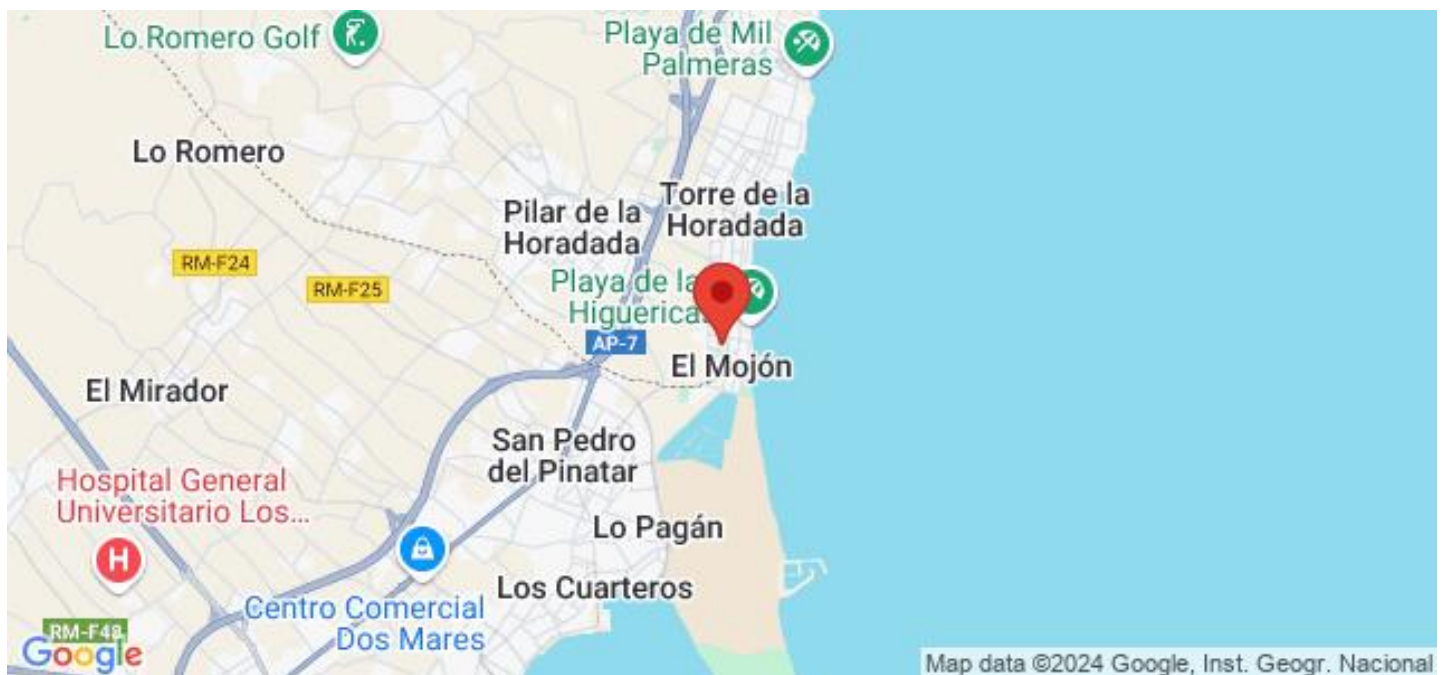 Lo Romero Golf
Playa de Mil
Palmeras
Lo Romero
Torre de la
Horadada
Pilar de la
Horadada
RM-F24
RM-F25
Playa de la
Higuerica
AP-7
El Mojón
El Mirador
San Pedro
del Pinatar
Hospital General
Universitario Los...
H
Lo Pagán
Los Cuarteros
Centro Comercial
Dos Mares
RM-F48
Google
Map data ©2024 Google, Inst. Geogr. Nacional